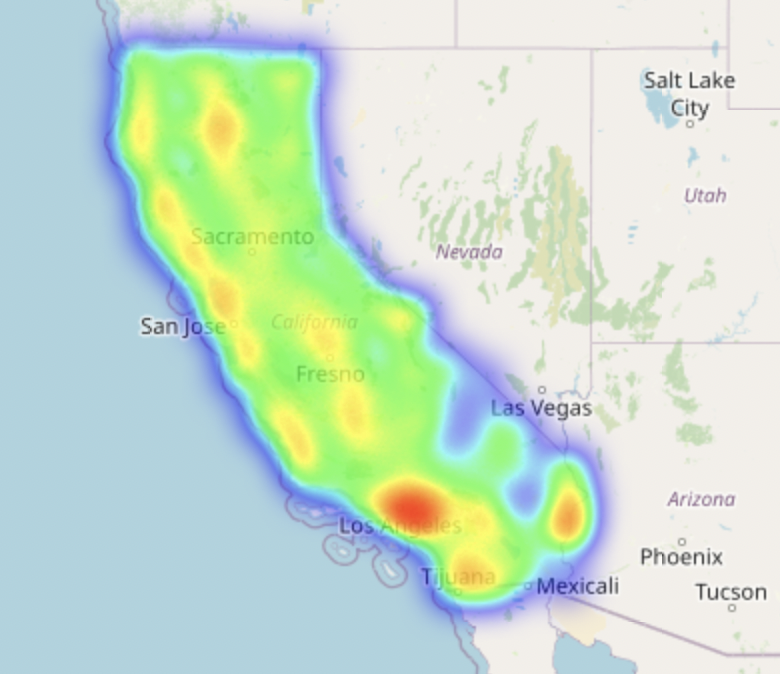 Salt Lake
City
Utah
Sacramento
Nevada
San Jose
California
Fresno
Las Vegas
Arizona
Los Angeles
Phoenix
Tijuana
Mexicali
Tucson